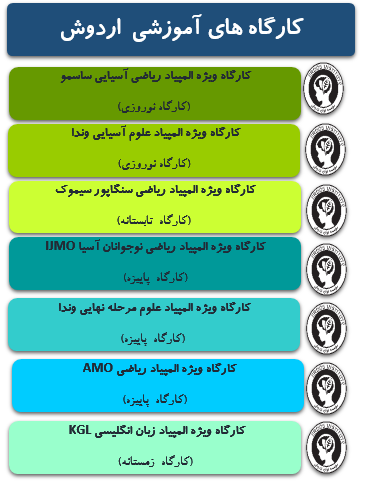 کارگاه های آموزشی اردوش
کارگاه ویژه المپیاد ریاضی آسیایی ساسمو
(کارگاه نوروزی)
کارگاه ویژه المپیاد علوم آسیایی وندا
(کارگاه نوروزی)
کارگاه ویژه المپیاد ریاضی سنگاپور سیموک
(کارگاه تابستانه)
کارگاه ویژه المپیاد ریاضی نوجوانان آسیا IJMO
(کارگاه پاییزه)
کارگاه ویژه المپیاد علوم مرحله نهایی وندا
(کارگاه پاییزه)
کارگاه ویژه المپیاد ریاضی AMO
(کارگاه پاییزه)
کارگاه ویژه المپیاد زبان انگلیسی KGL
(کارگاه زمستانه)